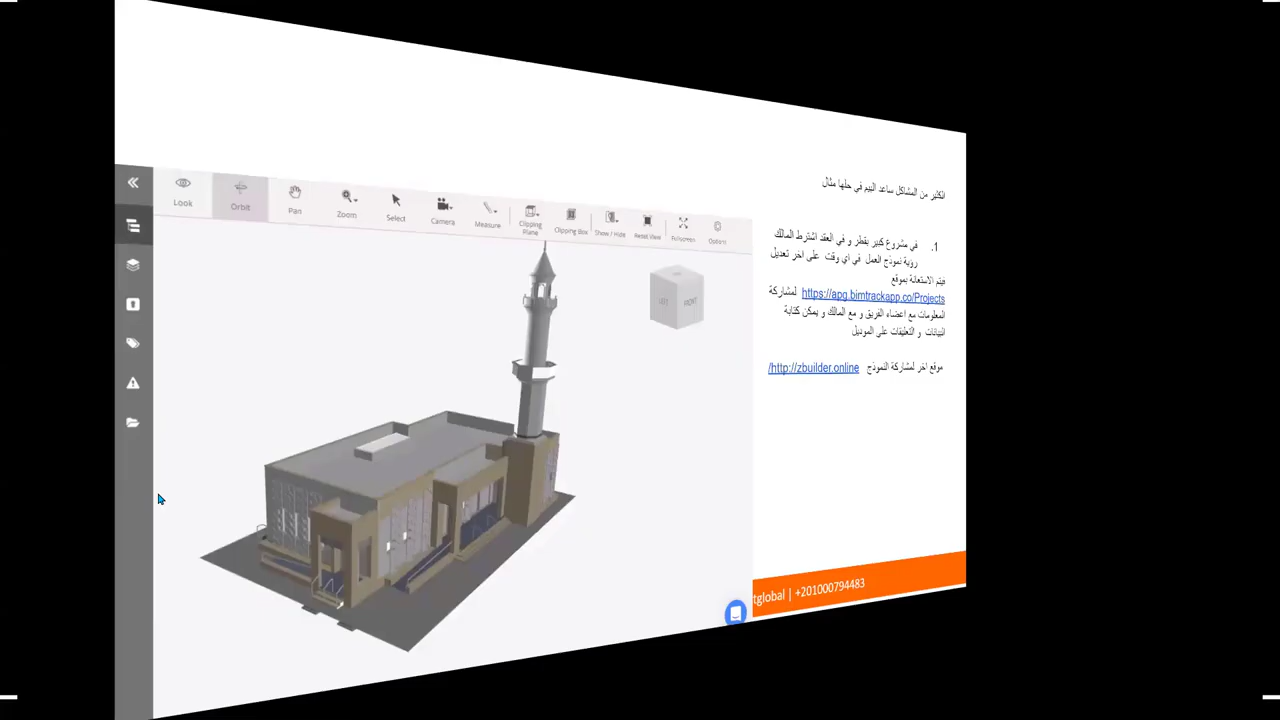 Look
Orbit
Pan
Zoom
Select
Camera
Measure
Clipping Plane
Clipping Box
Show / Hide
Reset View
Fullscreen
Options
LEFT
FRONT
الكثير من المشاكل ساعد البيم في حلها مثال
1. في مشروع كبير بقطر و في العقد اشترط المالك
رؤية نموذج العمل في اي وقت على اخر تعديل
فيتم الاستعانة بموقع
https://apg.bimtrackapp.co/Projects لمشاركة
المعلومات مع اعضاء الفريق و مع المالك و يمكن كتابة
البيانات و التعليقات على الموديل
موقع اخر لمشاركة النموذج http://zbuilder.online/
tglobal | +201000794483